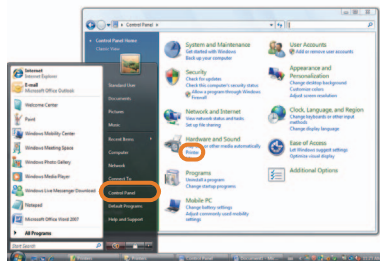 Control Panel
Control Panel Home
Classic View
System and Maintenance
Get started with Windows
Back up your computer
Security
Check for updates
Check this computer's security status
Allow a program through Windows
Firewall
Network and Internet
View network status and tasks
Set up file sharing
Hardware and Sound
or other media automatically
Printer
Programs
Uninstall a program
Change startup programs
Mobile PC
Change battery settings
Adjust commonly used mobility
settings
User Accounts
Add or remove user accounts
Appearance and
Personalization
Change desktop background
Customize colors
Adjust screen resolution
Clock, Language, and Region
Change keyboards or other input
methods
Change display language
Ease of Access
Let Windows suggest settings
Optimize visual display
Additional Options
Internet
Internet Explorer
E-mail
Microsoft Office Outlook
Welcome Center
Paint
Windows Mobility Center
Windows Meeting Space
Windows Photo Gallery
Windows Media Player
Windows Live Messenger Download
Notepad
Microsoft Office Word 2007
All Programs
Start Search
Standard User
Documents
Pictures
Music
Recent Items
Computer
Network
Connect To
Control Panel
Default Programs
Help and Support